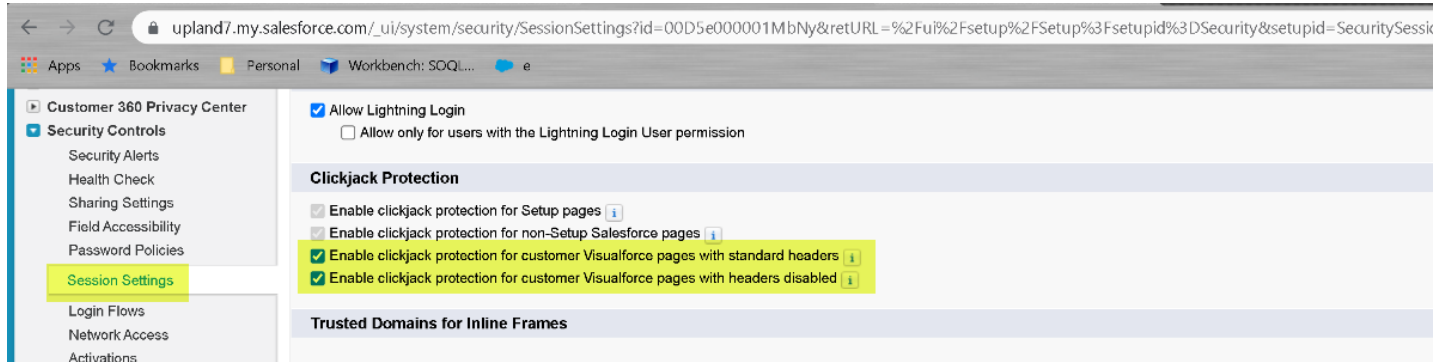 upland7.my.salesforce.com/_ui/system/security/SessionSettings?id=00D5e000001MbNy&retURL=%2Fui%2Fsetup%2FSetup%3Fsetupid%3DSecurity&setupid=SecuritySessic
Apps Bookmarks Personal Workbench: SOQL... e
Customer 360 Privacy Center
Security Controls
Security Alerts
Health Check
Sharing Settings
Field Accessibility
Password Policies
Session Settings
Login Flows
Network Access
Activations
Allow Lightning Login
Allow only for users with the Lightning Login User permission
Clickjack Protection
Enable clickjack protection for Setup pages i
Enable clickjack protection for non-Setup Salesforce pages i
Enable clickjack protection for customer Visualforce pages with standard headers i
Enable clickjack protection for customer Visualforce pages with headers disabled i
Trusted Domains for Inline Frames